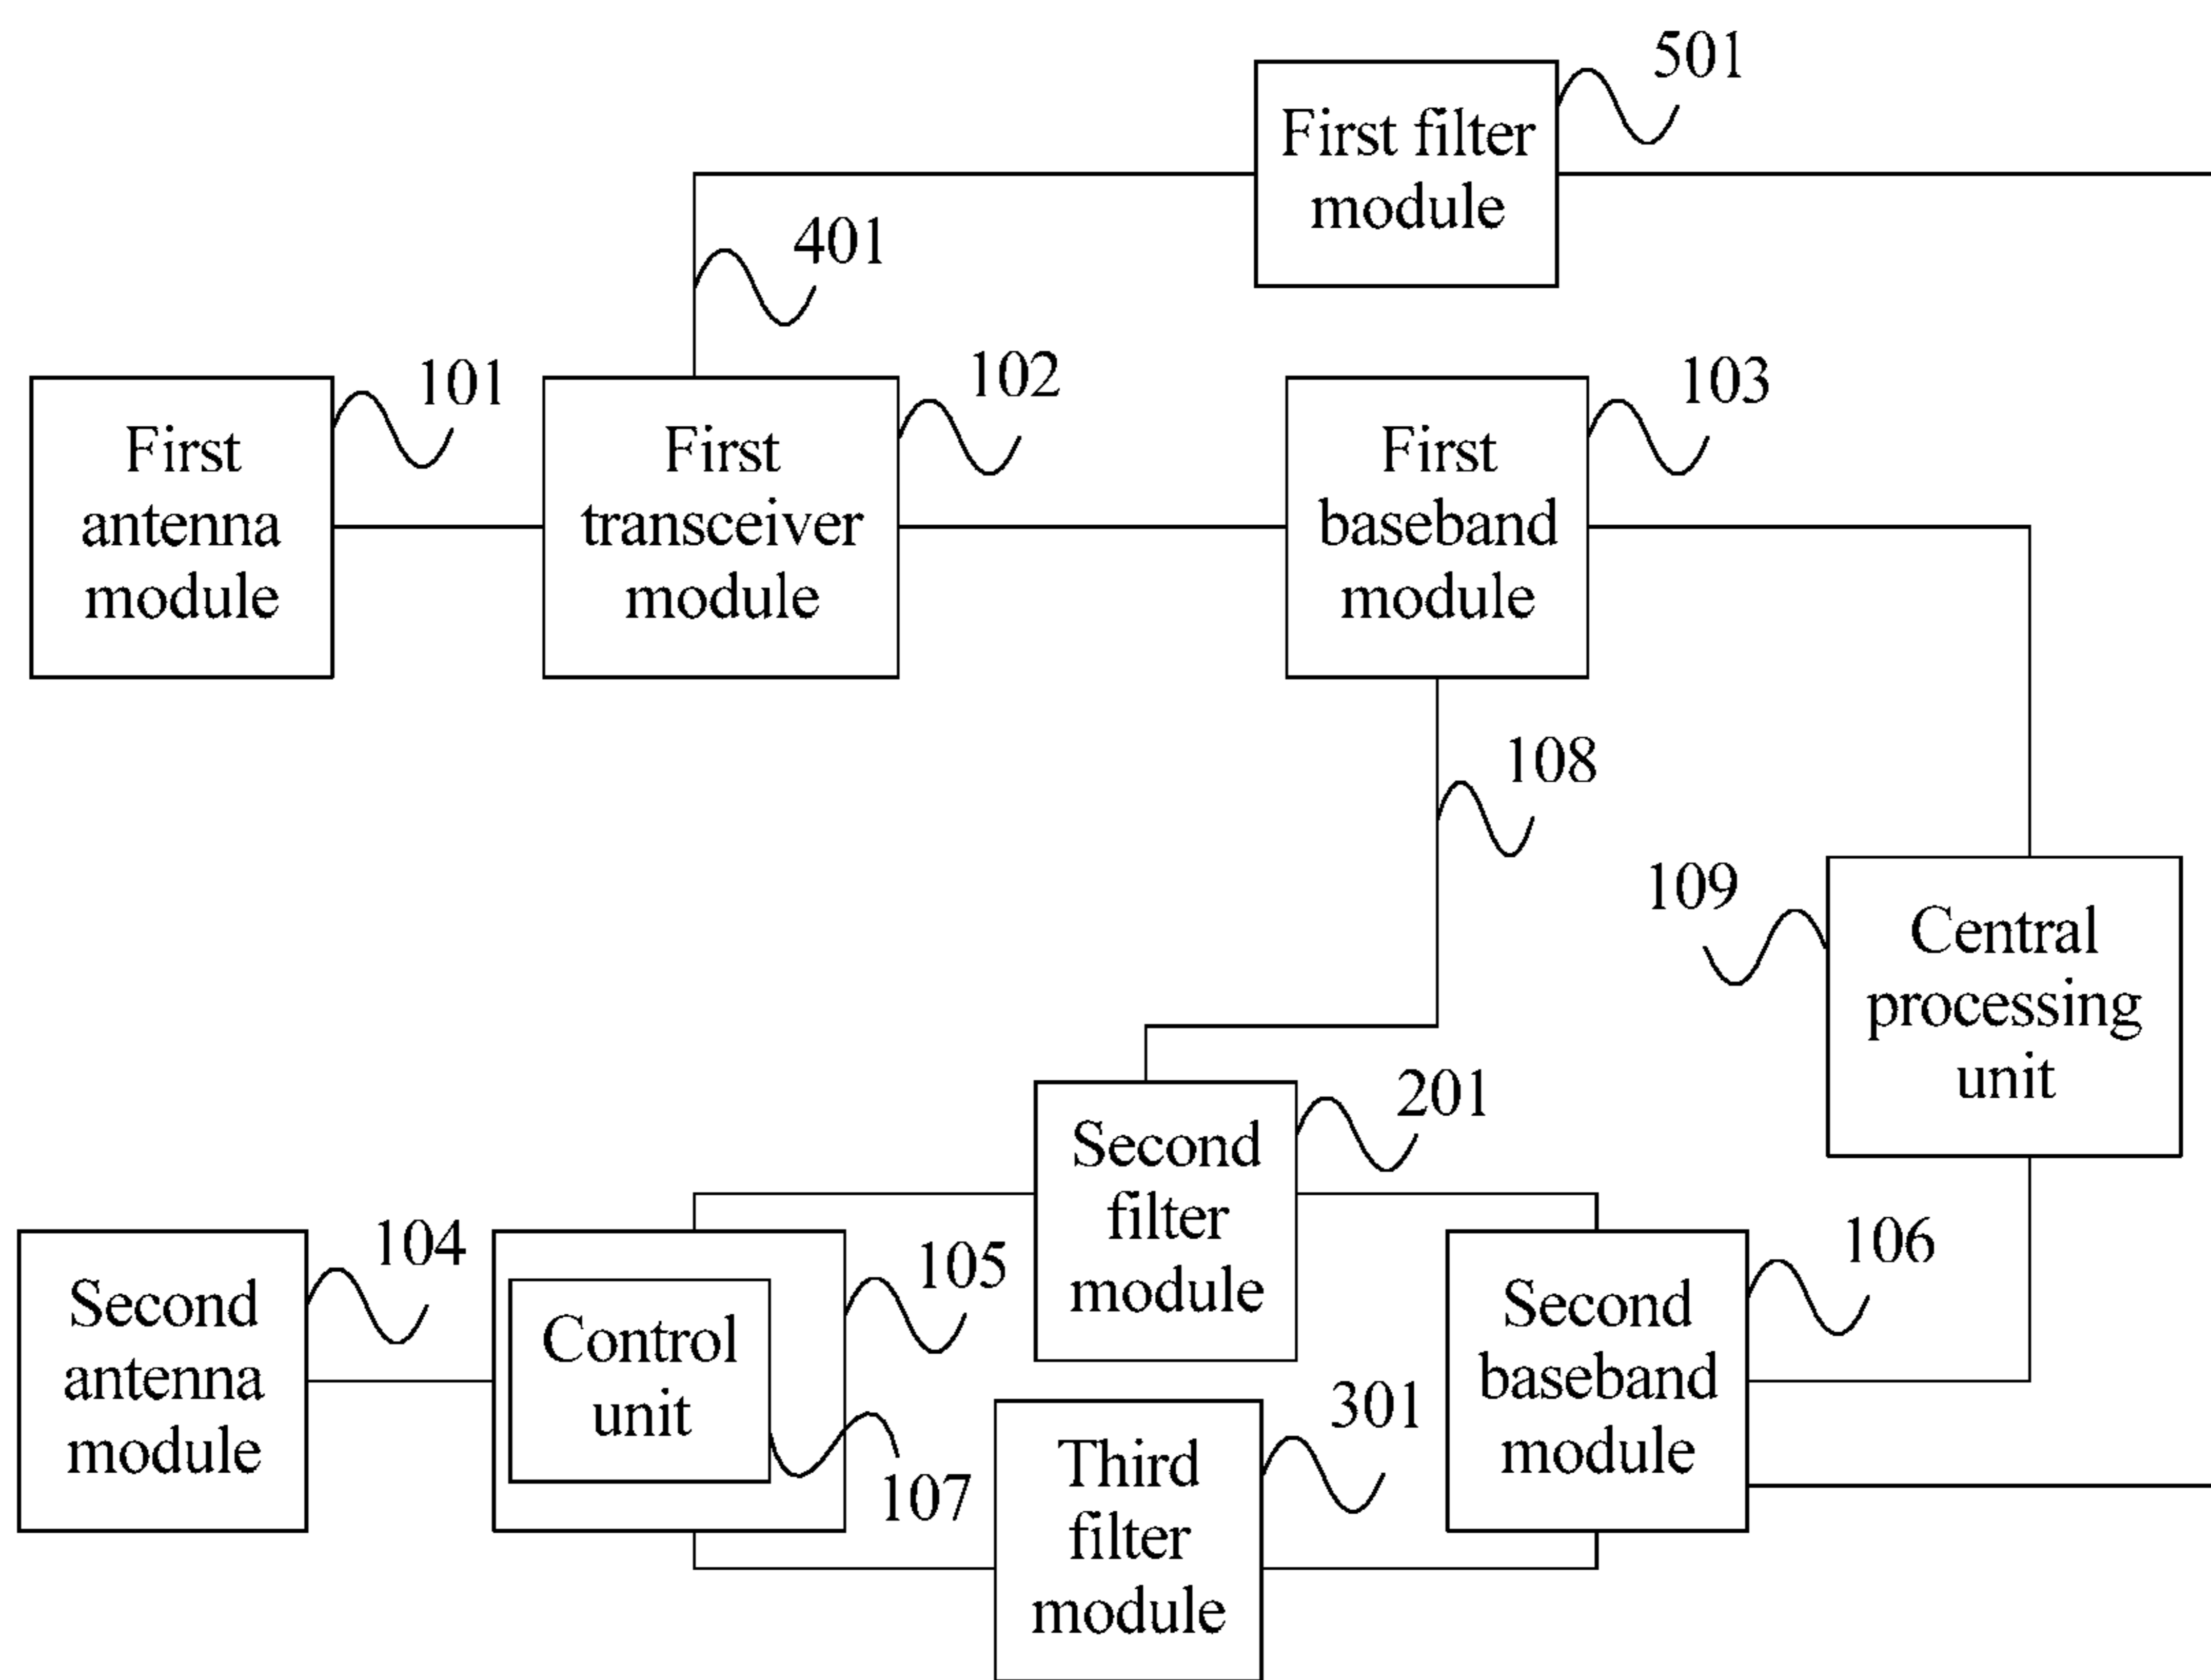 501
First filter
module
401
101
First
antenna
module
102
First
transceiver
module
103
First
baseband
module
108
109
Central
processing
unit
201
Second
filter
module
104
Second
antenna
module
105
Control
unit
107
106
Second
baseband
module
301
Third
filter
module